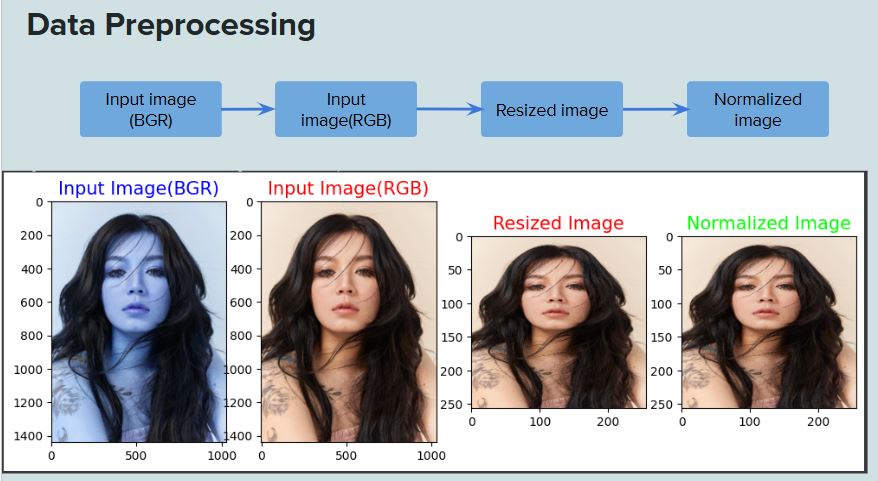 Data Preprocessing
Input image
(BGR)
Input
image(RGB)
Resized image
Normalized
image
Input Image(BGR)
0
200
400
600
800
1000
1200
1400
0 500 1000
Input Image(RGB)
0
200
400
600
800
1000
1200
1400
0 500 1000
Resized Image
0
50
100
150
200
250
0 100 200
Normalized Image
0
50
100
150
200
250
0 100 200